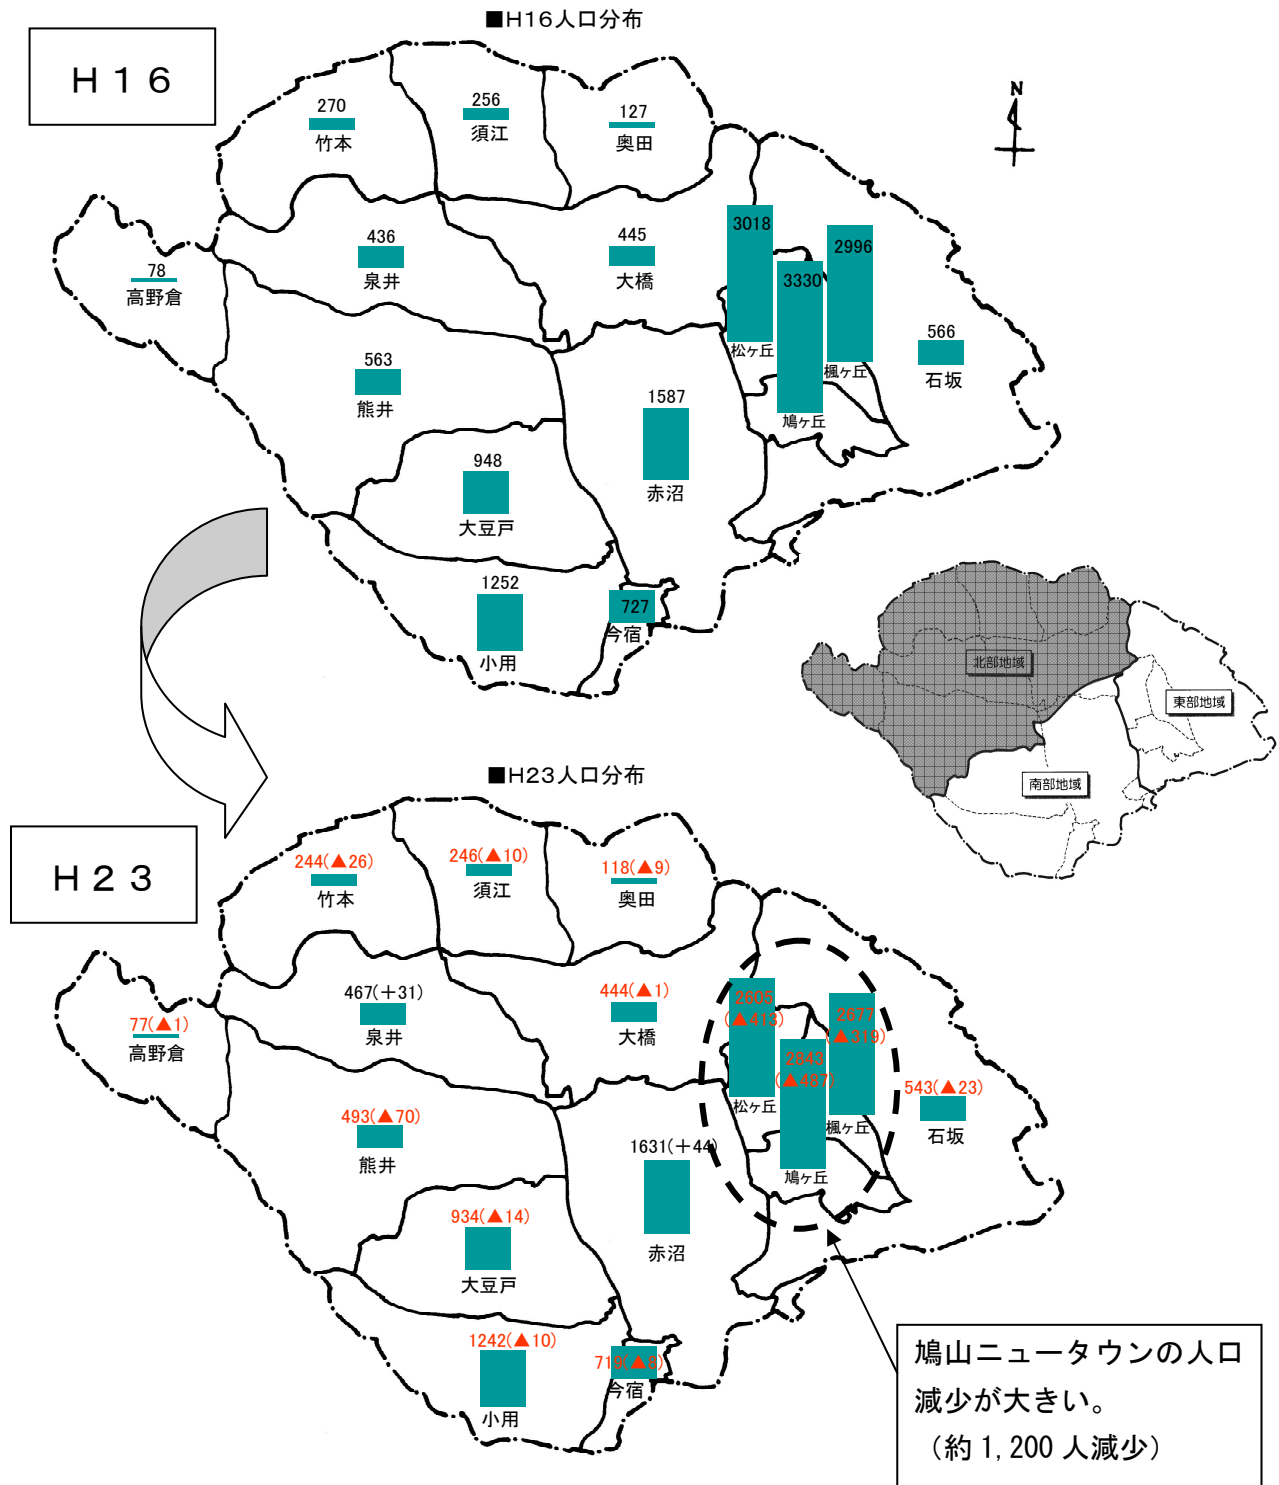 ■H16人口分布
H16
N
270
竹本
256
須江
127
奥田
78
高野倉
436
泉井
445
大橋
3018
松ヶ丘
3330
鳩ヶ丘
2996
楓ヶ丘
566
石坂
563
熊井
1587
赤沼
948
大豆戸
1252
小用
727
今宿
北部地域
東部地域
南部地域
■H23人口分布
H23
244(▲26)
竹本
246(▲10)
須江
118(▲9)
奥田
77(▲1)
高野倉
467(+31)
泉井
444(▲1)
大橋
2605
(▲413)
松ヶ丘
2843
(▲487)
鳩ヶ丘
2677
(▲319)
楓ヶ丘
543(▲23)
石坂
493(▲70)
熊井
1631(+44)
赤沼
934(▲14)
大豆戸
1242(▲10)
小用
719(▲8)
今宿
鳩山ニュータウンの人口
減少が大きい。
（約1,200人減少）